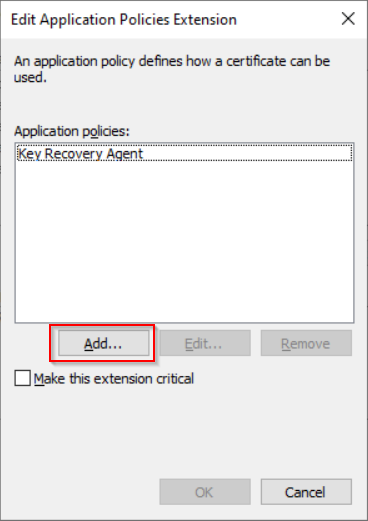 Edit Application Policies Extension
An application policy defines how a certificate can be
used.
Application policies:
Key Recovery Agent
Add...
Edit...
Remove
Make this extension critical
OK
Cancel